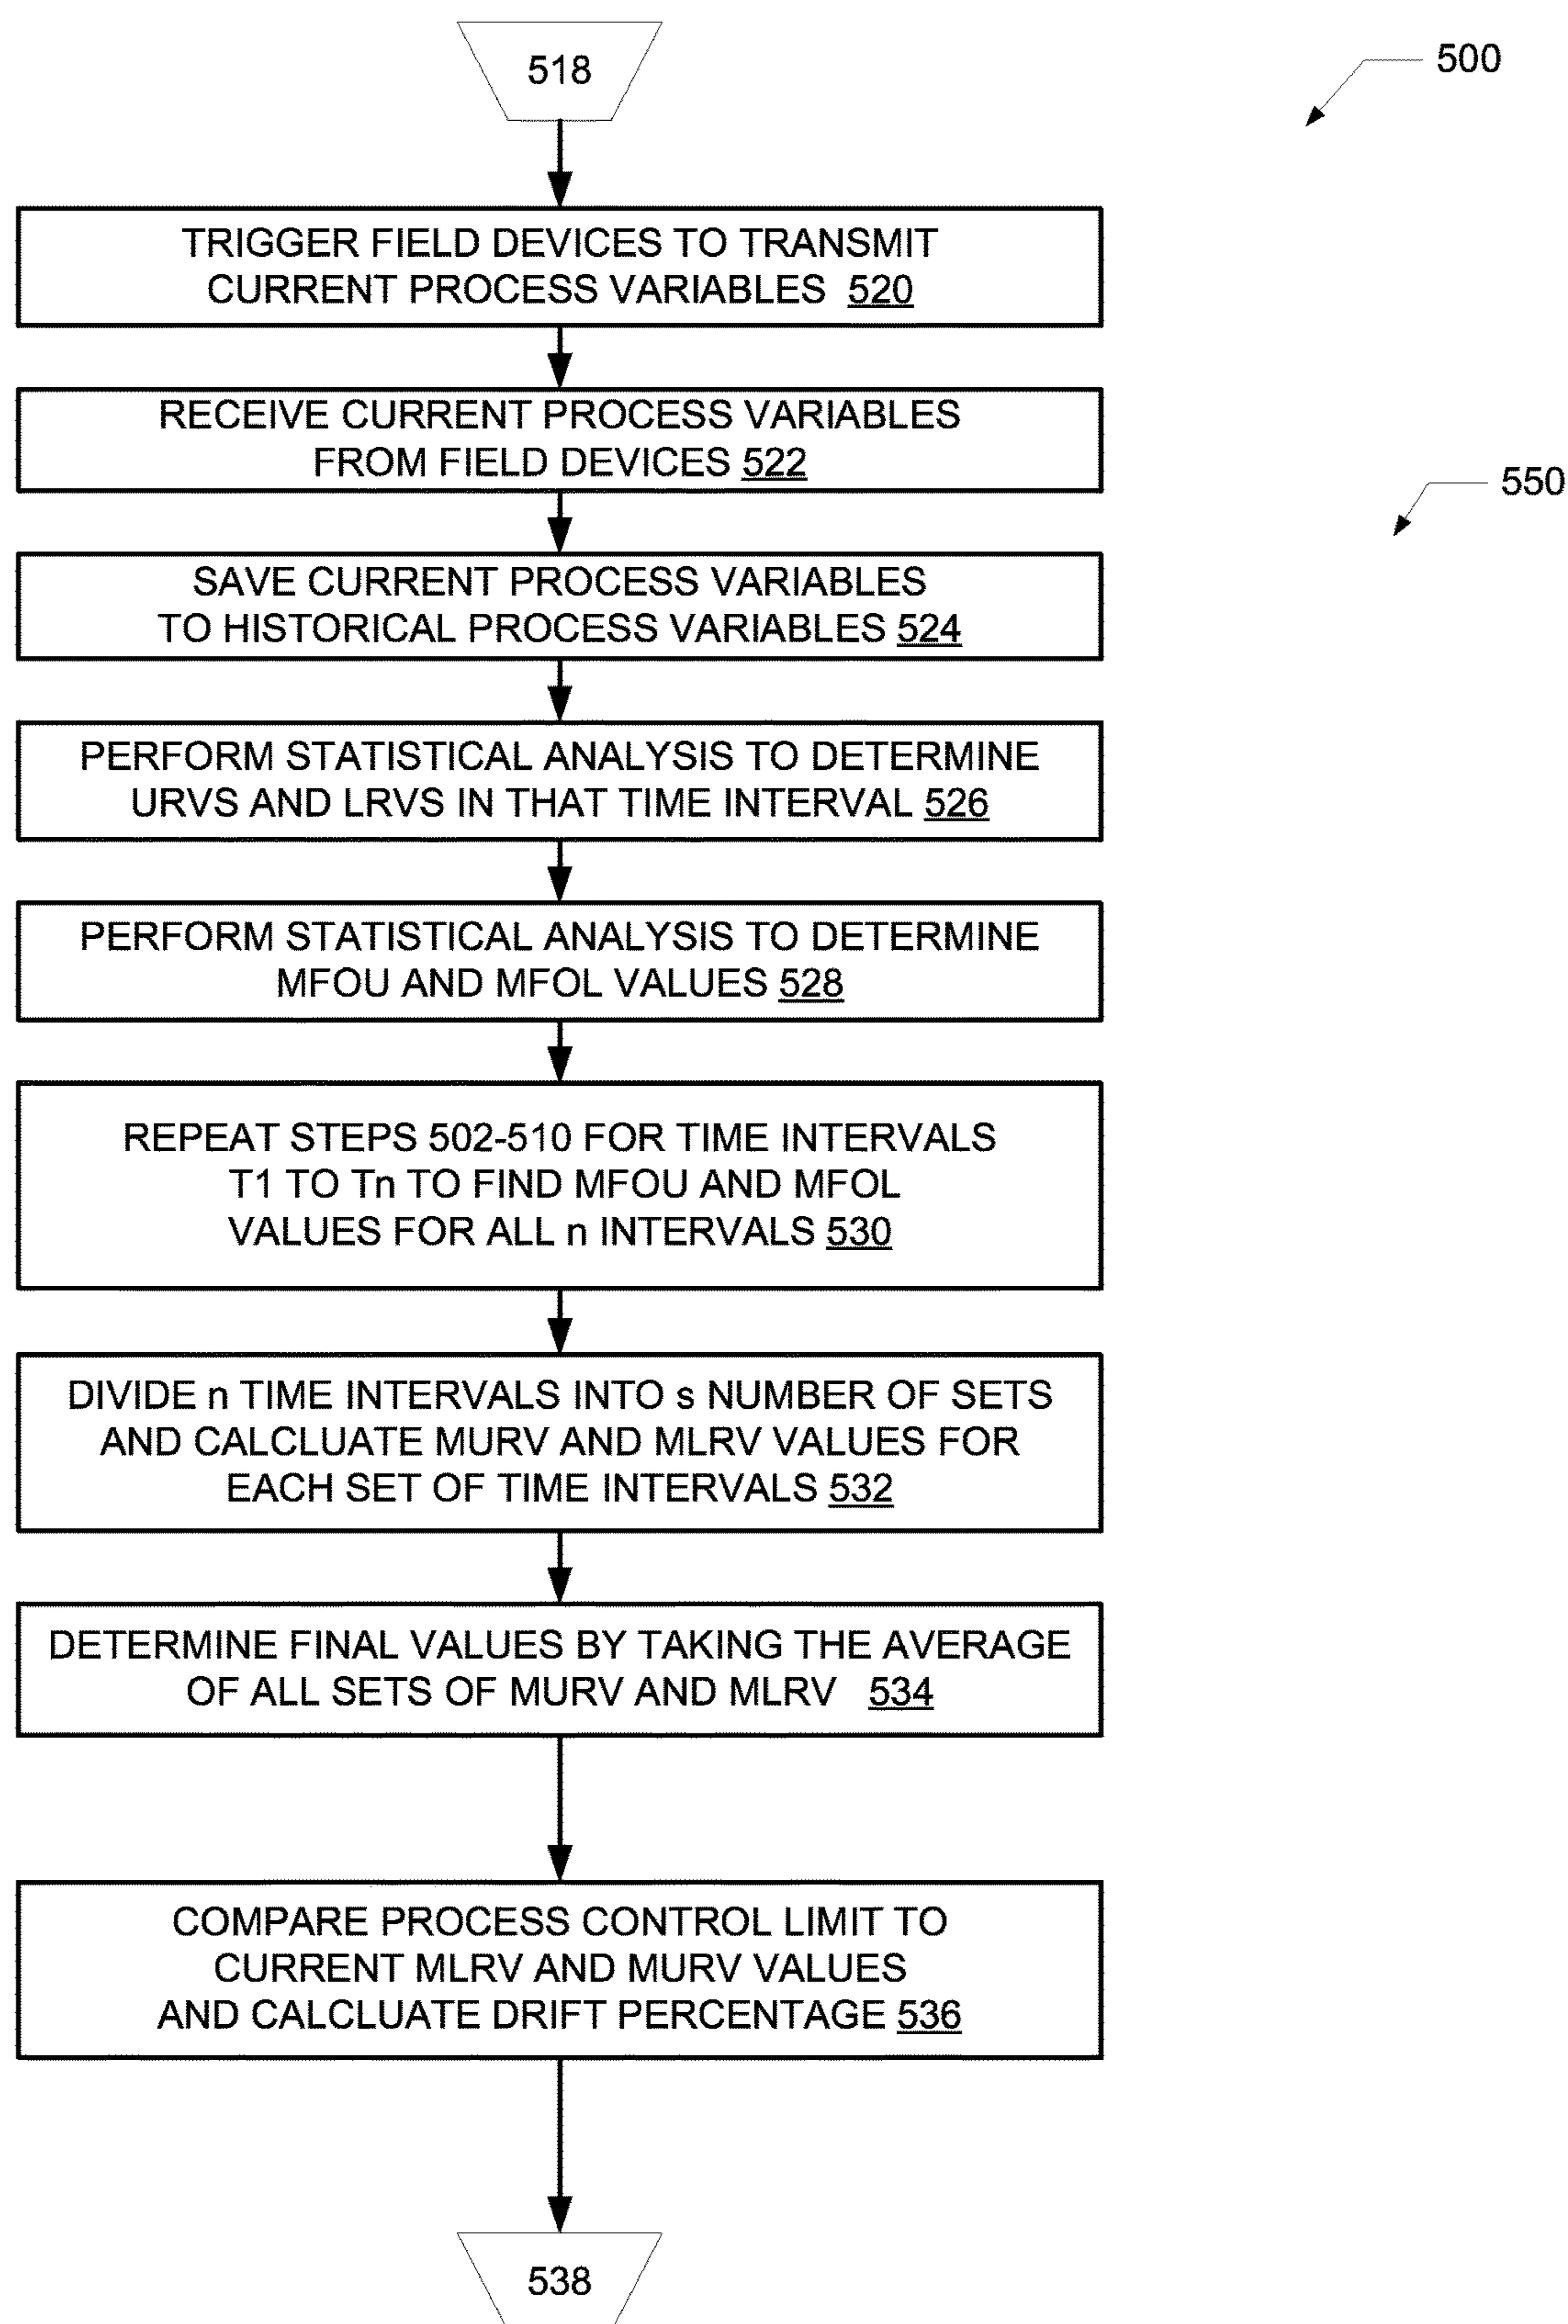 518
500
TRIGGER FIELD DEVICES TO TRANSMIT
CURRENT PROCESS VARIABLES 520
RECEIVE CURRENT PROCESS VARIABLES
FROM FIELD DEVICES 522
550
SAVE CURRENT PROCESS VARIABLES
TO HISTORICAL PROCESS VARIABLES 524
PERFORM STATISTICAL ANALYSIS TO DETERMINE
URVS AND LRVS IN THAT TIME INTERVAL 526
PERFORM STATISTICAL ANALYSIS TO DETERMINE
MFOU AND MFOL VALUES 528
REPEAT STEPS 502-510 FOR TIME INTERVALS
T1 TO Tn TO FIND MFOU AND MFOL
VALUES FOR ALL n INTERVALS 530
DIVIDE n TIME INTERVALS INTO s NUMBER OF SETS
AND CALCLUATE MURV AND MLRV VALUES FOR
EACH SET OF TIME INTERVALS 532
DETERMINE FINAL VALUES BY TAKING THE AVERAGE
OF ALL SETS OF MURV AND MLRV 534
COMPARE PROCESS CONTROL LIMIT TO
CURRENT MLRV AND MURV VALUES
AND CALCLUATE DRIFT PERCENTAGE 536
538